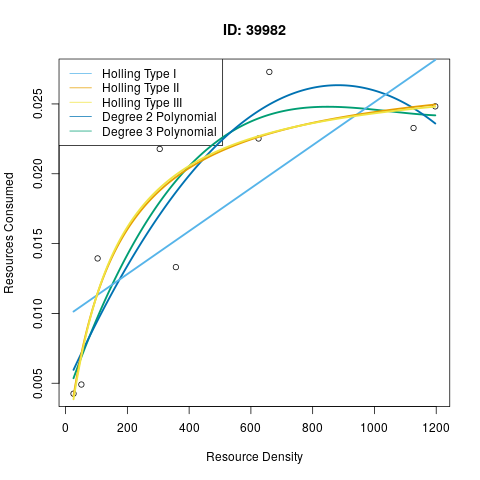 ID: 39982
Holling Type I
Holling Type II
Holling Type III
Degree 2 Polynomial
Degree 3 Polynomial
Resources Consumed
0.025
0.020
0.015
0.010
0.005
0 200 400 600 800 1000 1200
Resource Density